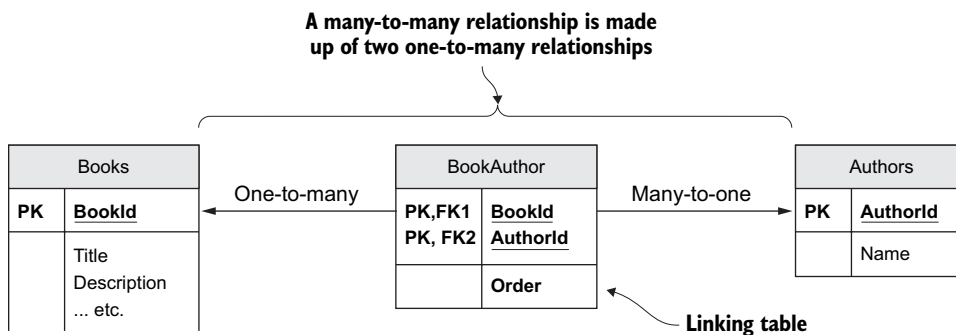 A many-to-many relationship is made
up of two one-to-many relationships
Books
PK BookId
Title
Description
... etc.
One-to-many
BookAuthor
PK,FK1 BookId
PK, FK2 AuthorId
Order
Many-to-one
Authors
PK AuthorId
Name
Linking table